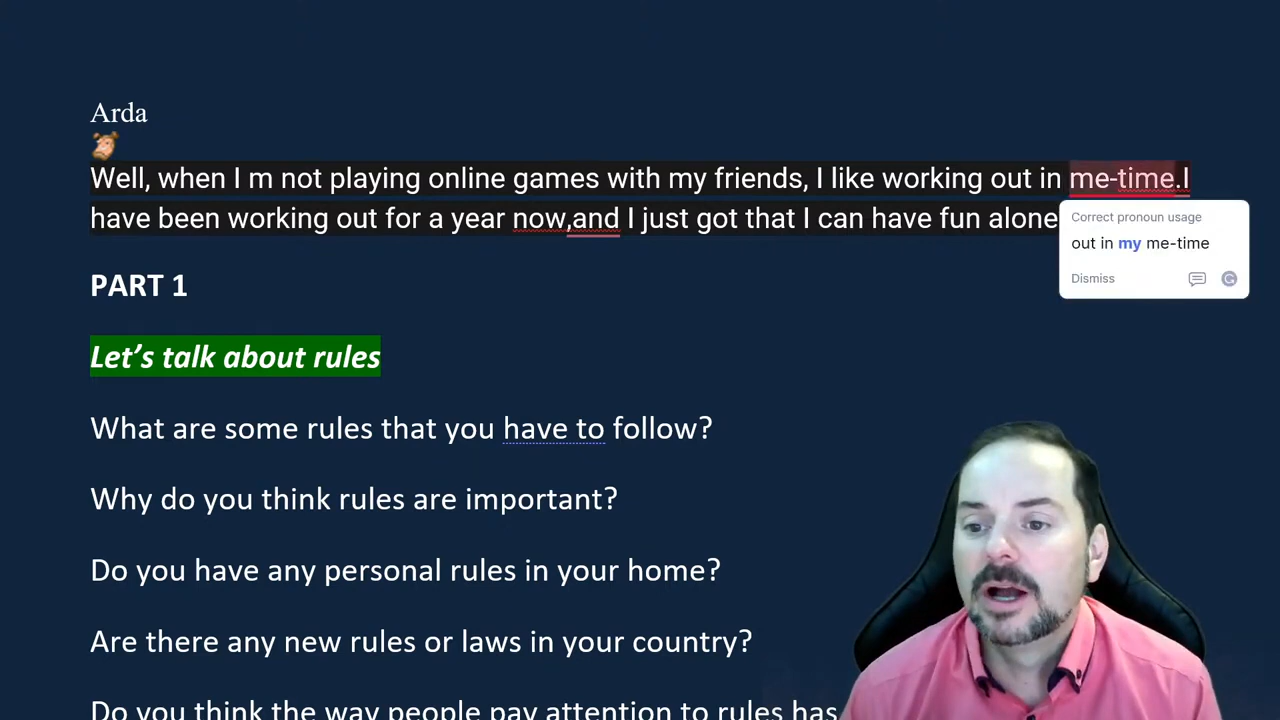 Arda
Well, when I m not playing online games with my friends, I like working out in me-time.I
have been working out for a year now,and I just got that I can have fun alone
Correct pronoun usage
out in my me-time
Dismiss
PART 1
Let's talk about rules
What are some rules that you have to follow?
Why do you think rules are important?
Do you have any personal rules in your home?
Are there any new rules or laws in your country?
Do you think the way people pay attention to rules has